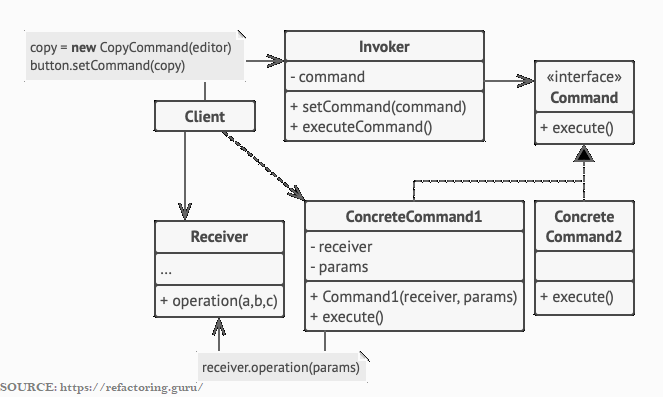 copy = new CopyCommand(editor)
button.setCommand(copy)
Invoker
- command
+ setCommand(command)
+ executeCommand()
«interface»
Command
+ execute()
Client
Receiver
...
+ operation(a,b,c)
ConcreteCommand1
- receiver
- params
+ Command1(receiver, params)
+ execute()
Concrete
Command2
+ execute()
receiver.operation(params)
SOURCE: https://refactoring.guru/